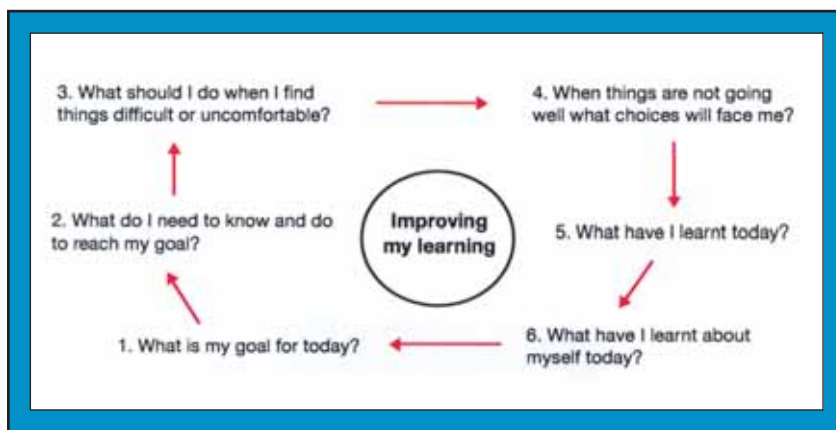 3. What should I do when I find
things difficult or uncomfortable?
4. When things are not going
well what choices will face me?
2. What do I need to know and do
to reach my goal?
Improving
my learning
5. What have I learnt today?
1. What is my goal for today?
6. What have I learnt about
myself today?